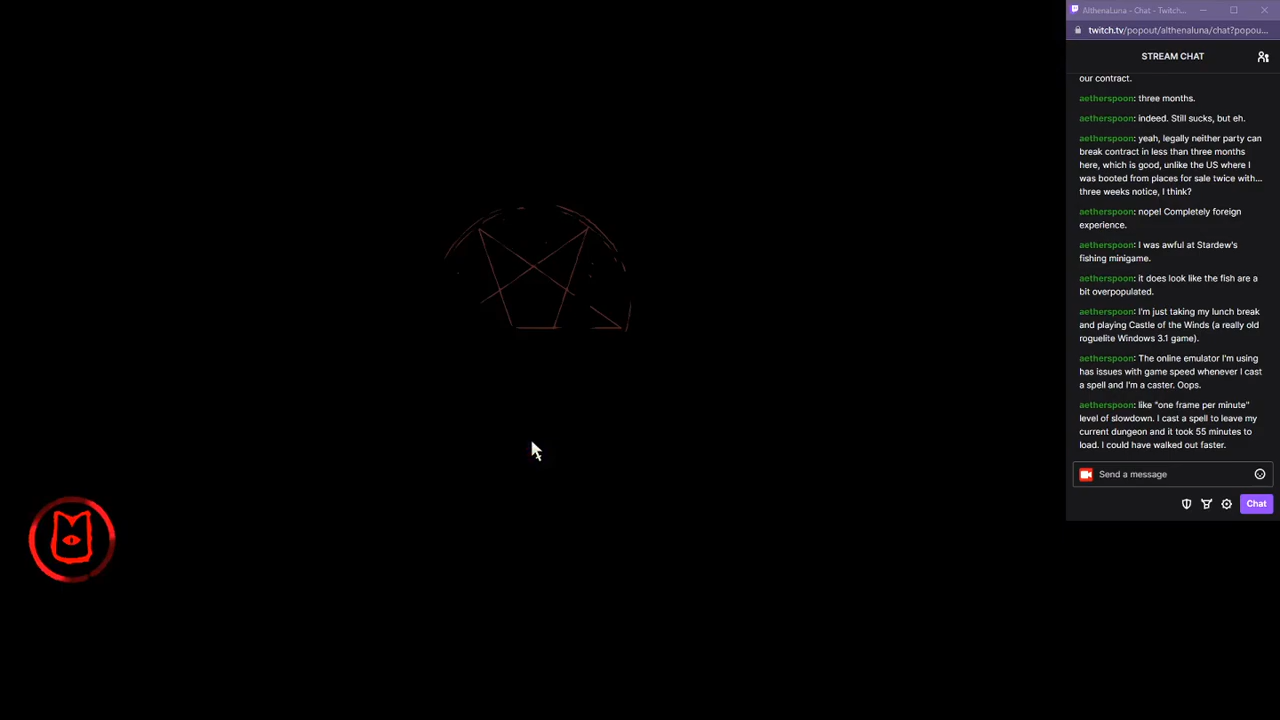 AlthenaLuna - Chat - Twitch...
twitch.tv/popout/althenaluna/chat?popou...
STREAM CHAT
our contract.
aetherspoon: three months.
aetherspoon: indeed. Still sucks, but eh.
aetherspoon: yeah, legally neither party can
break contract in less than three months
here, which is good, unlike the US where I
was booted from places for sale twice with...
three weeks notice, I think?
aetherspoon: nope! Completely foreign
experience.
aetherspoon: I was awful at Stardew's
fishing minigame.
aetherspoon: it does look like the fish are a
bit overpopulated.
aetherspoon: I'm just taking my lunch break
and playing Castle of the Winds (a really old
roguelite Windows 3.1 game).
aetherspoon: The online emulator I'm using
has issues with game speed whenever I cast
a spell and I'm a caster. Oops.
aetherspoon: like "one frame per minute"
level of slowdown. I cast a spell to leave my
current dungeon and it took 55 minutes to
load. I could have walked out faster.
Send a message
Chat